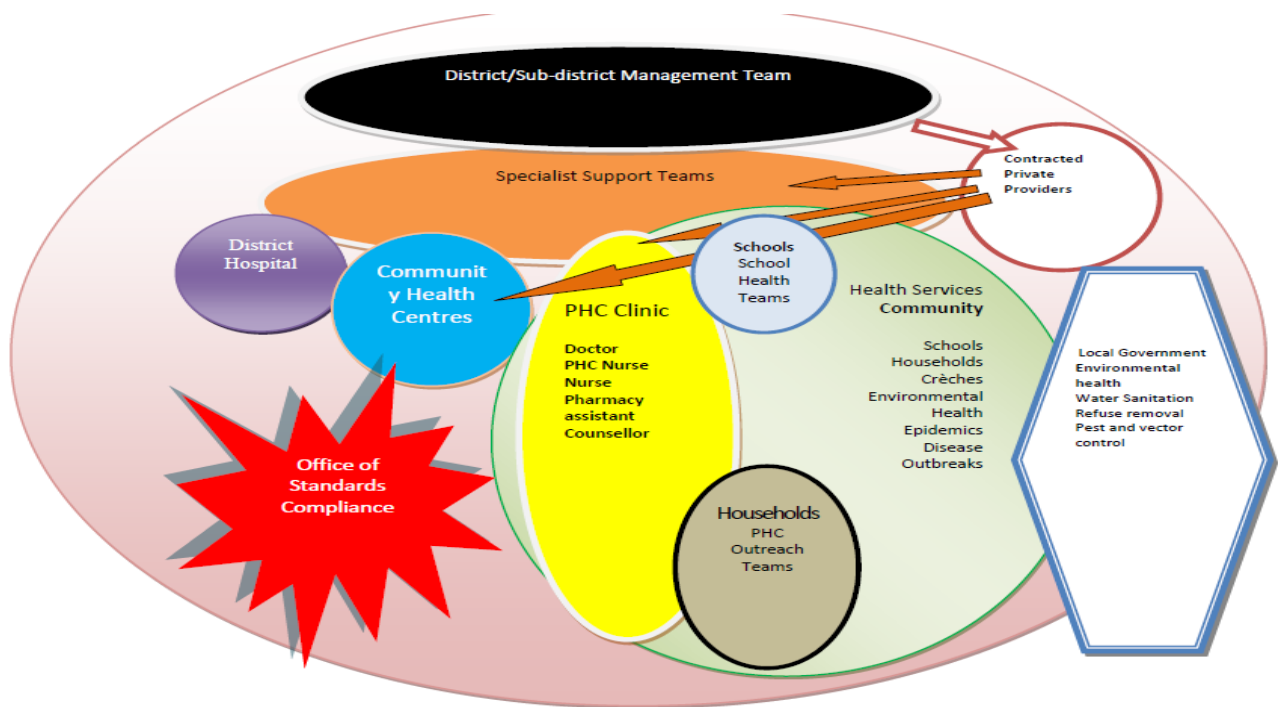 District/Sub-district Management Team
Specialist Support Teams
Contracted
Private
Providers
District
Hospital
Communit
y Health
Centres
Schools
School
Health
Teams
Health Services
Community
Schools
Households
Crèches
Environmental
Health
Epidemics
Disease
Outbreaks
PHC Clinic
Doctor
PHC Nurse
Nurse
Pharmacy
assistant
Counsellor
Local Government
Environmental
health
Water Sanitation
Refuse removal
Pest and vector
control
Office of
Standards
Compliance
Households
PHC
Outreach
Teams